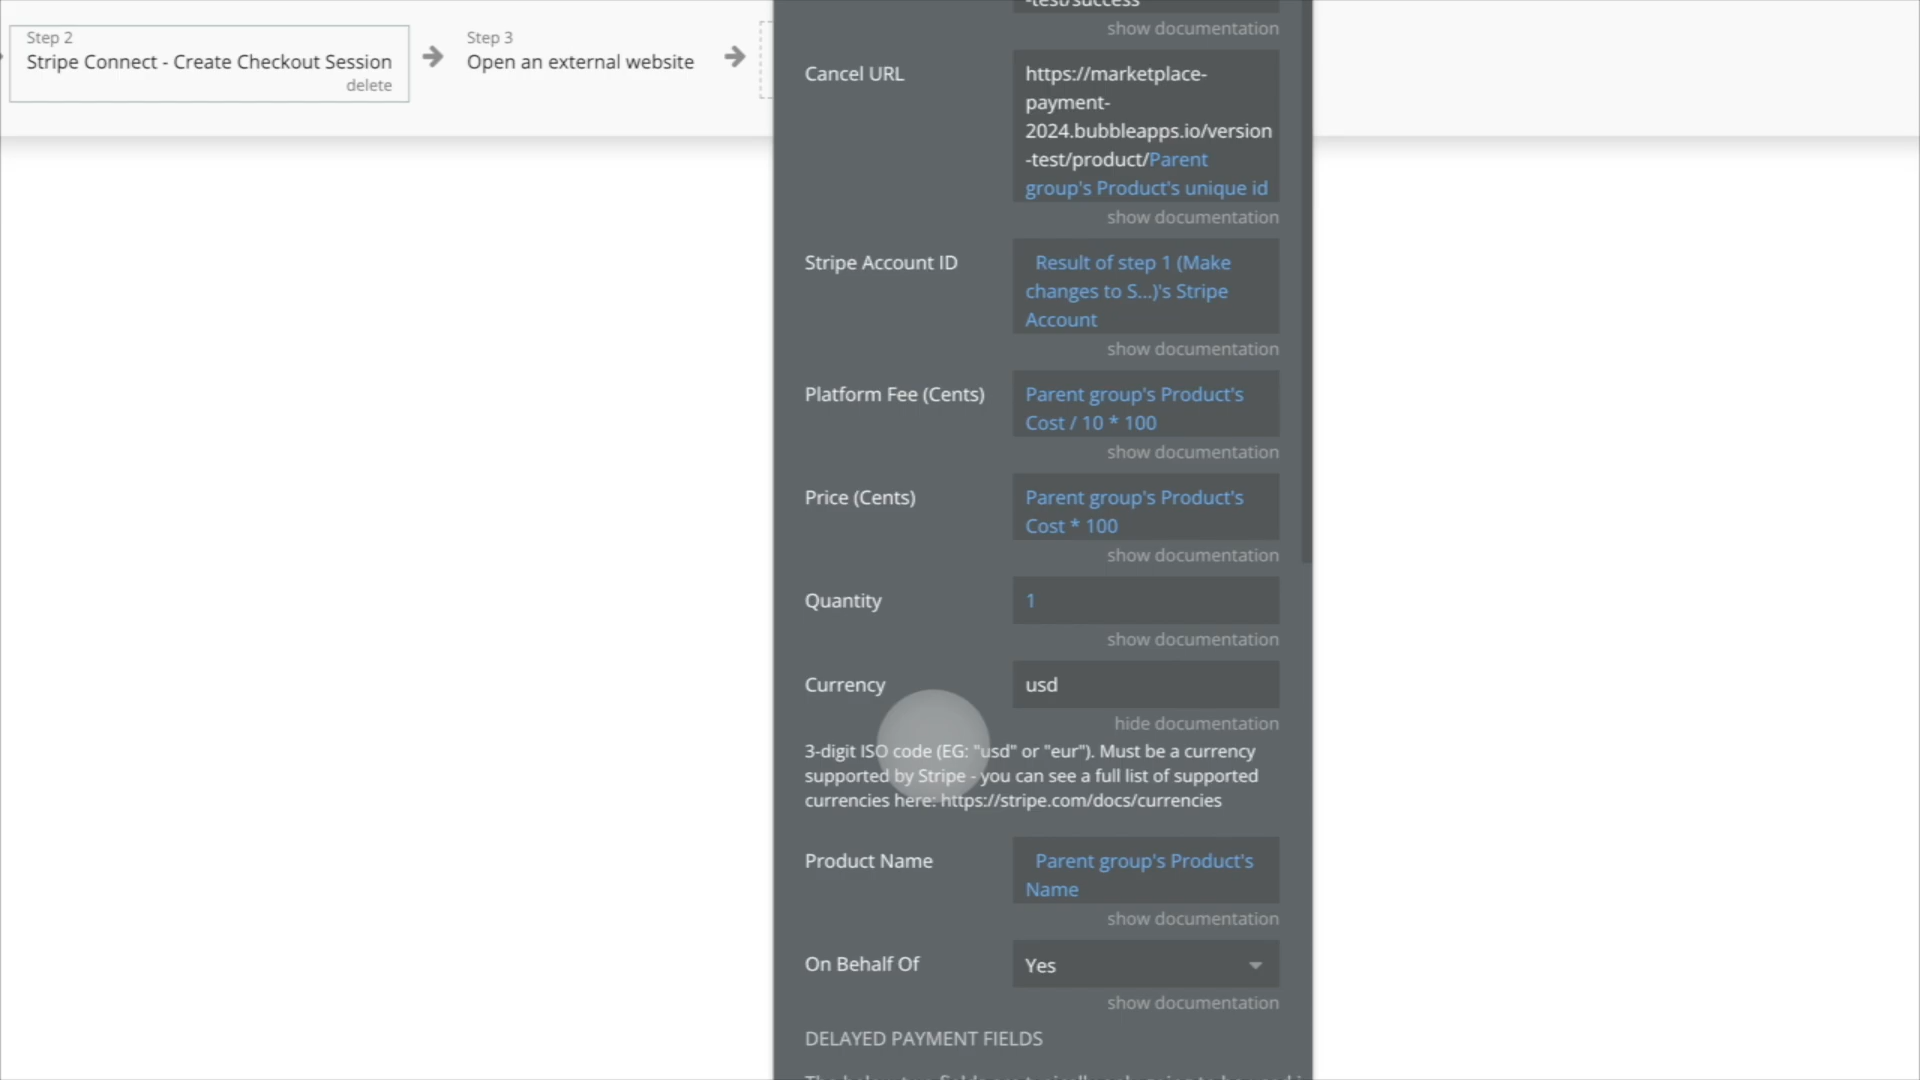 Step 2
Stripe Connect - Create Checkout Session
delete
Step 3
Open an external website
-test/success
show documentation
Cancel URL
https://marketplace-
payment-
2024.bubbleapps.io/version
-test/product/Parent
group's Product's unique id
show documentation
Stripe Account ID
Result of step 1 (Make
changes to S...)'s Stripe
Account
show documentation
Platform Fee (Cents)
Parent group's Product's
Cost / 10 * 100
show documentation
Price (Cents)
Parent group's Product's
Cost * 100
show documentation
Quantity
1
show documentation
Currency
usd
hide documentation
3-digit ISO code (EG: "usd" or "eur"). Must be a currency
supported by Stripe - you can see a full list of supported
currencies here: https://stripe.com/docs/currencies
Product Name
Parent group's Product's
Name
show documentation
On Behalf Of
Yes
show documentation
DELAYED PAYMENT FIELDS